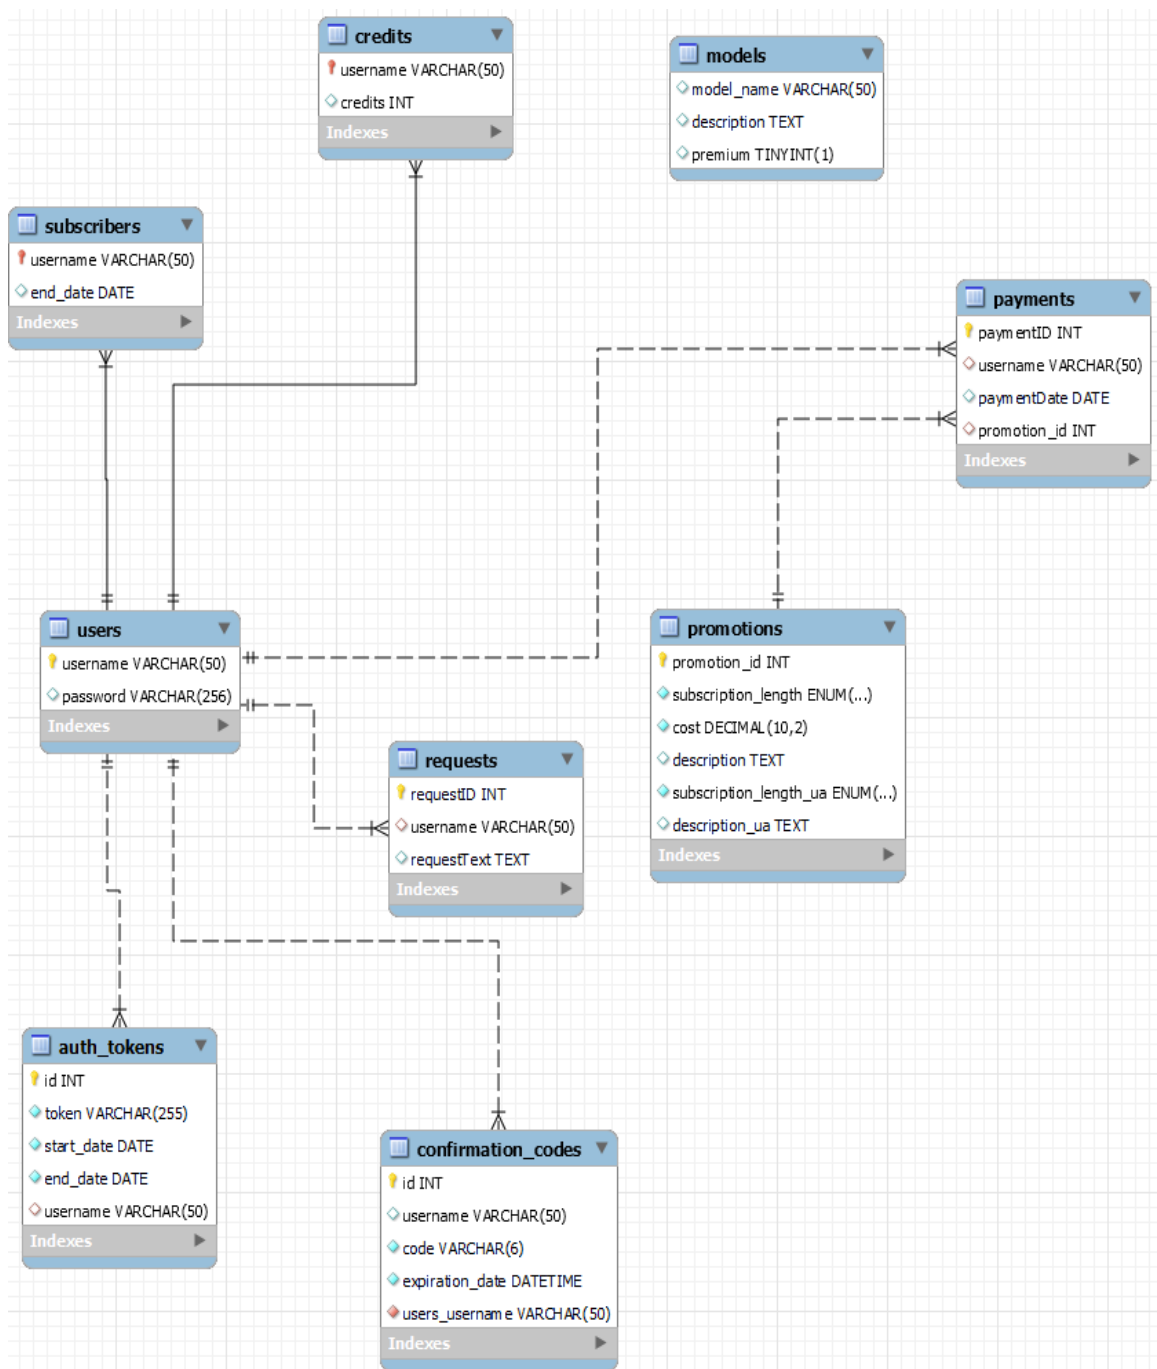 credits
username VARCHAR(50)
credits INT
Indexes
models
model_name VARCHAR(50)
description TEXT
premium TINYINT(1)
subscribers
username VARCHAR(50)
end_date DATE
Indexes
payments
paymentID INT
username VARCHAR(50)
paymentDate DATE
promotion_id INT
Indexes
users
username VARCHAR(50)
password VARCHAR(256)
Indexes
promotions
promotion_id INT
subscription_length ENUM(...)
cost DECIMAL(10,2)
description TEXT
subscription_length_ua ENUM(...)
description_ua TEXT
Indexes
requests
requestID INT
username VARCHAR(50)
requestText TEXT
Indexes
auth_tokens
id INT
token VARCHAR(255)
start_date DATE
end_date DATE
username VARCHAR(50)
Indexes
confirmation_codes
id INT
username VARCHAR(50)
code VARCHAR(6)
expiration_date DATETIME
users_username VARCHAR(50)
Indexes